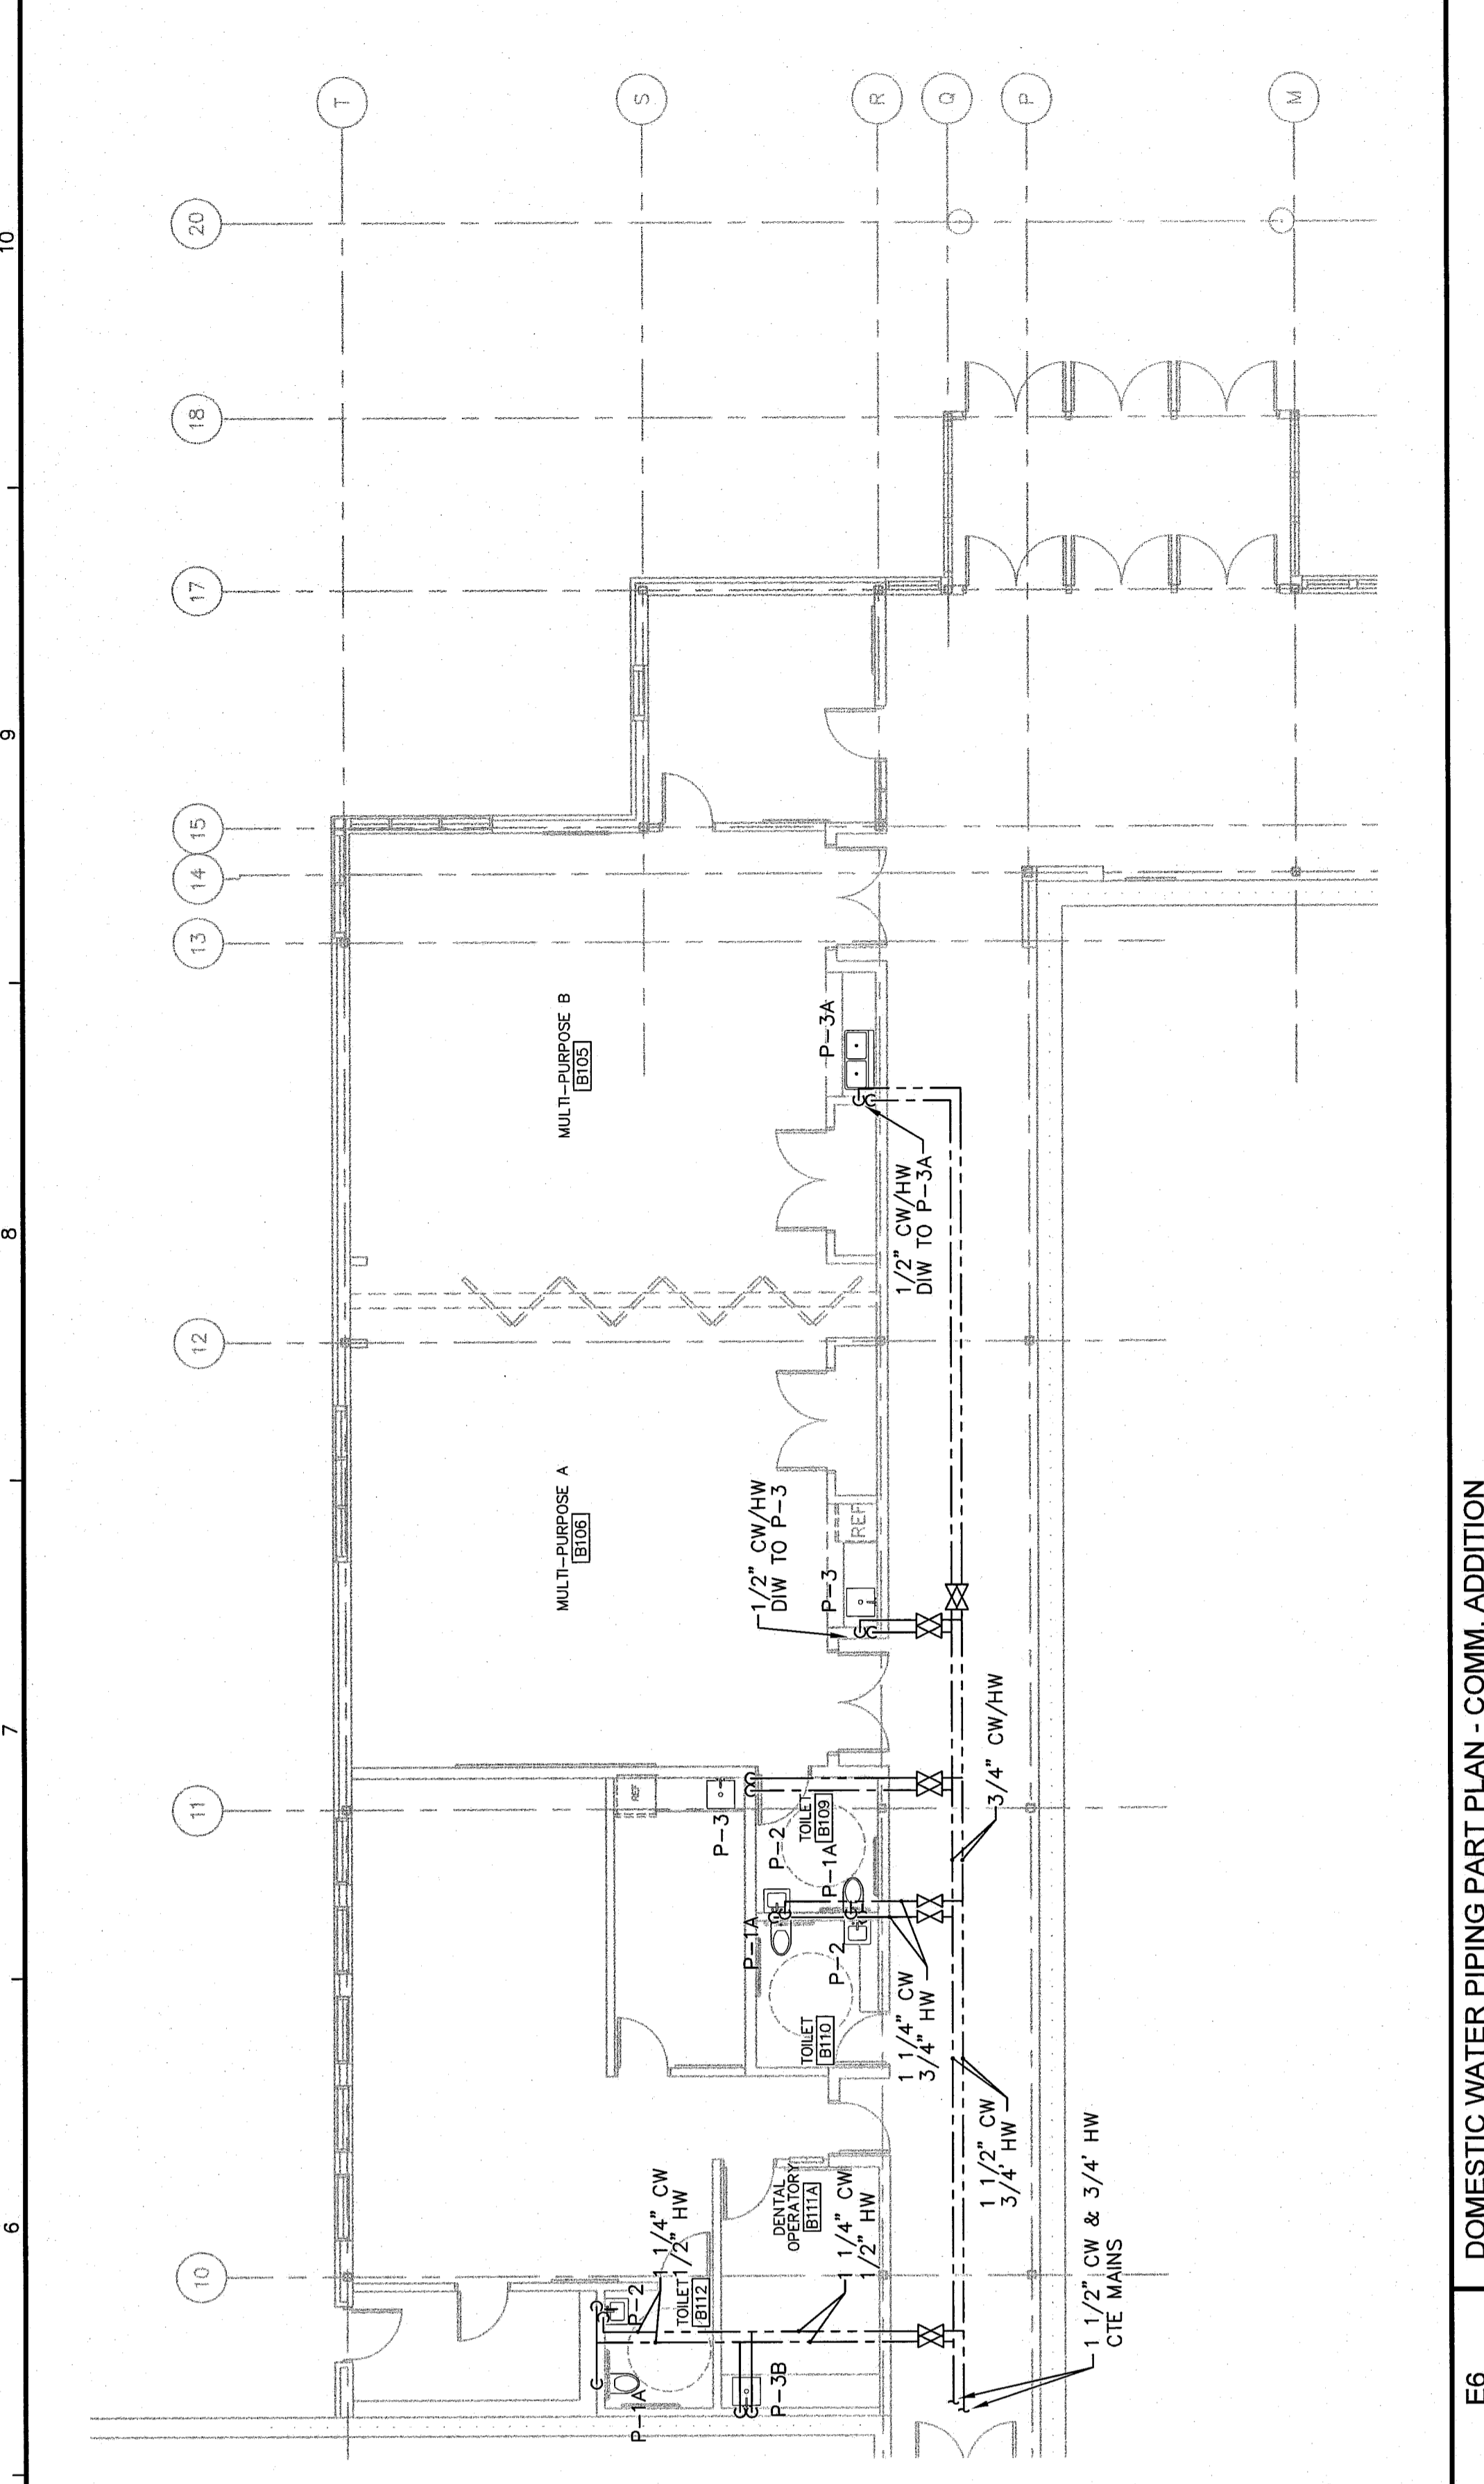 10
9
8
7
6
T
S
R
Q
P
M
20
18
17
15
14
13
12
11
10
MULTI-PURPOSE B
B105
P-3A
1/2" CW/HW
DIW TO P-3A
MULTI-PURPOSE A
B106
1/2" CW/HW
DIW TO P-3
P-3
REF
REF
P-3
TOILET
B109
P-2
P-1A
3/4" CW/HW
P-1A
P-2
TOILET
B110
1 1/4" CW
3/4" HW
1 1/2" CW
3/4' HW
DENTAL
OPERATORY
B111A
1 1/4" CW
1/2" HW
1 1/4" CW
1/2" HW
TOILET
B112
P-2
P-1A
P-3B
1 1/2" CW & 3/4' HW
CTE MAINS
E6
DOMESTIC WATER PIPING PART PLAN - COMM. ADDITION